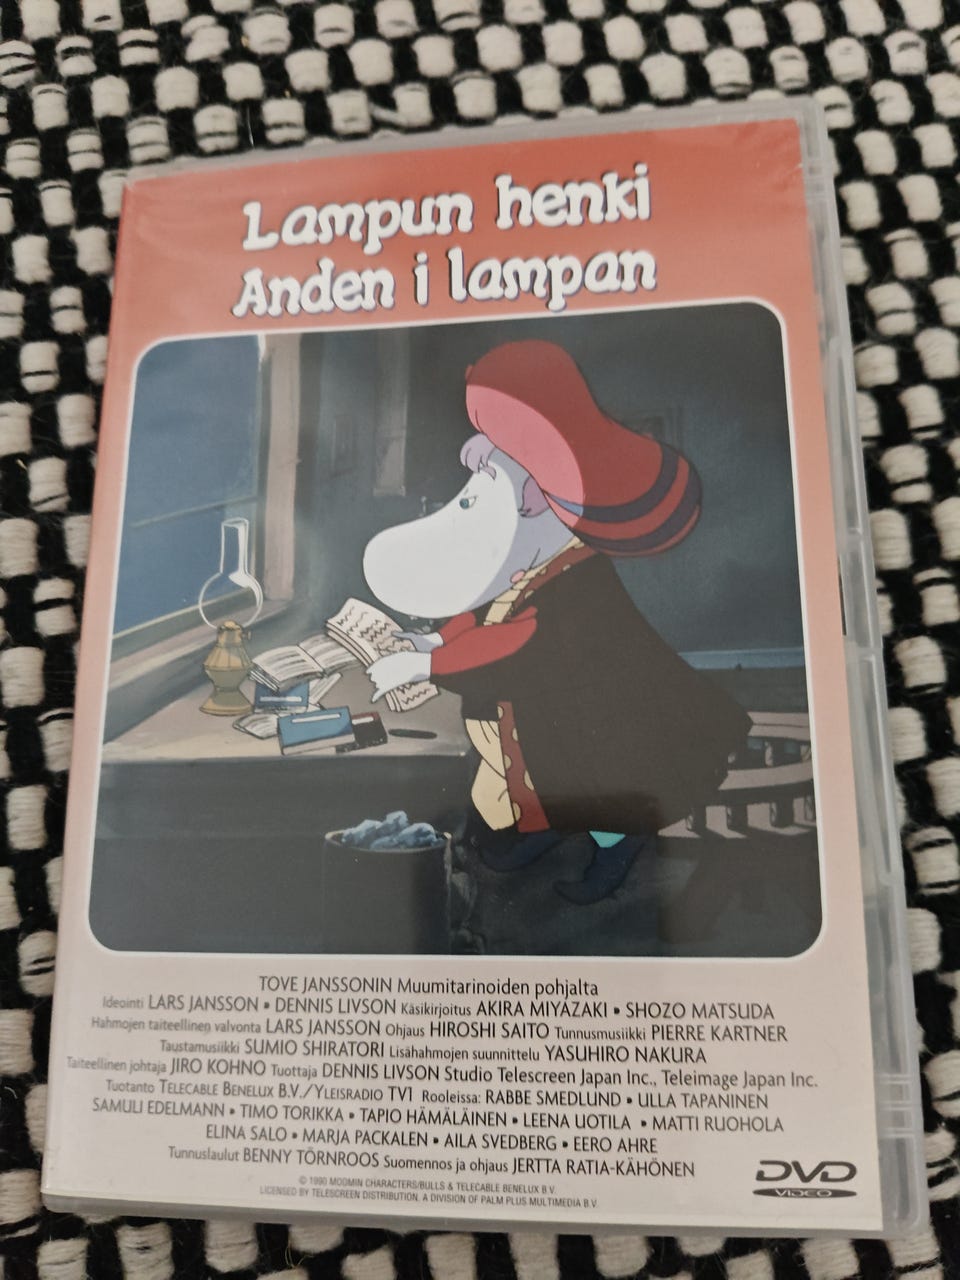 Lampun henki
Anden i lampan
TOVE JANSSONIN Muumitarinoiden pohjalta
Ideointi LARS JANSSON • DENNIS LIVSON Käsikirjoitus AKIRA MIYAZAKI • SHOZO MATSUDA
Hahmojen taiteellinen valvonta LARS JANSSON Ohjaus HIROSHI SAITO Tunnusmusiikki PIERRE KARTNER
Taustamusiikki SUMIO SHIRATORI Lisähahmojen suunnittelu YASUHIRO NAKURA
Taiteellinen johtaja JIRO KOHNO Tuottaja DENNIS LIVSON Studio Telescreen Japan Inc., Teleimage Japan Inc.
Tuotanto TELECABLE BENELUX B.V./YLEISRADIO TV1 Rooleissa: RABBE SMEDLUND • ULLA TAPANINEN
SAMULI EDELMANN • TIMO TORIKKA • TAPIO HÄMÄLÄINEN • LEENA UOTILA • MATTI RUOHOLA
ELINA SALO • MARJA PACKALEN • AILA SVEDBERG • EERO AHRE
Tunnuslaulut BENNY TÖRNROOS Suomennos ja ohjaus JERTTA RATIA-KÄHÖNEN
© 1990 MOOMIN CHARACTERS/BULLS & TELECABLE BENELUX B.V.
LICENSED BY TELESCREEN DISTRIBUTION. A DIVISION OF PALM PLUS MULTIMEDIA B.V.
DVD
VIDEO